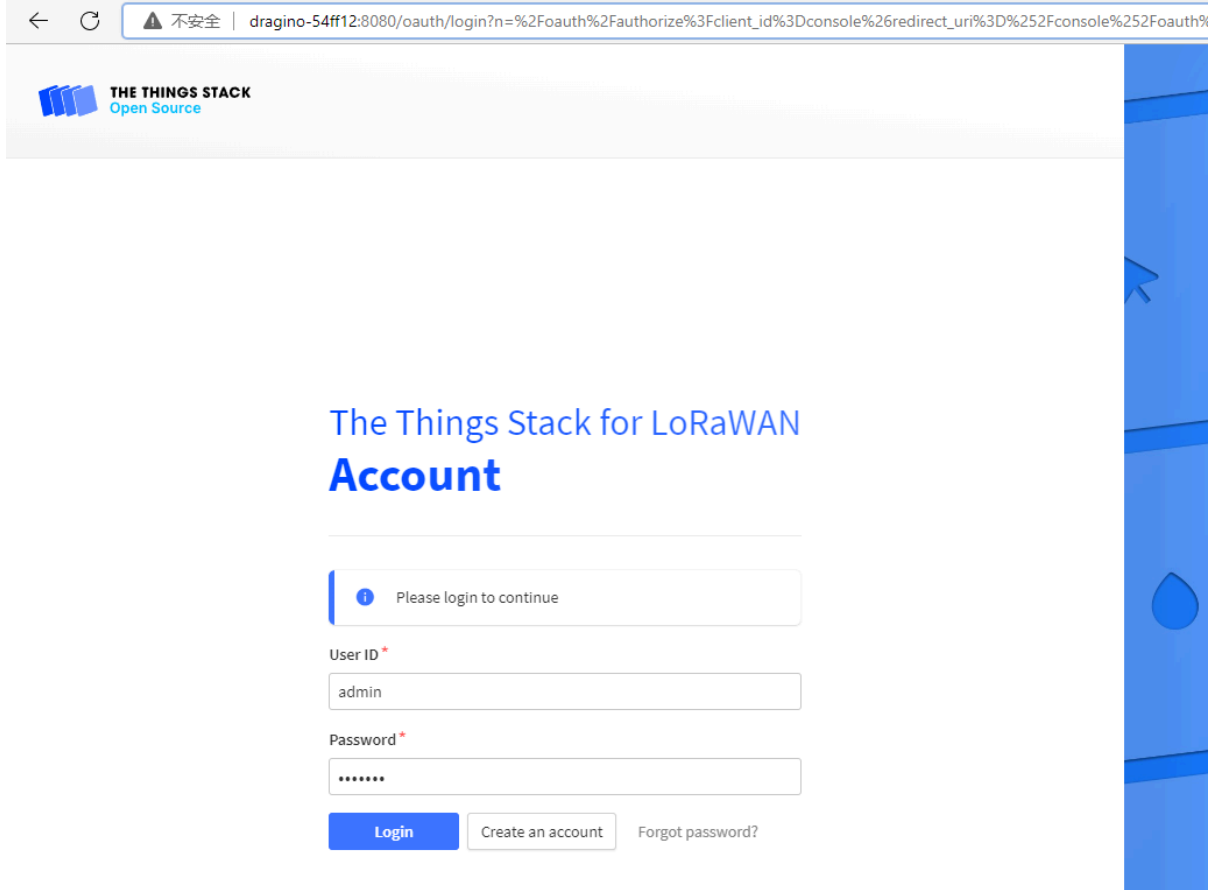 不安全 dragino-54ff12:8080/oauth/login?n=%2Foauth%2Fauthorize%3Fclient_id%3Dconsole%26redirect_uri%3D%252Fconsole%252Foauth%
THE THINGS STACK
Open Source
The Things Stack for LoRaWAN
Account
Please login to continue
User ID *
admin
Password *
•••••••
Login Create an account Forgot password?